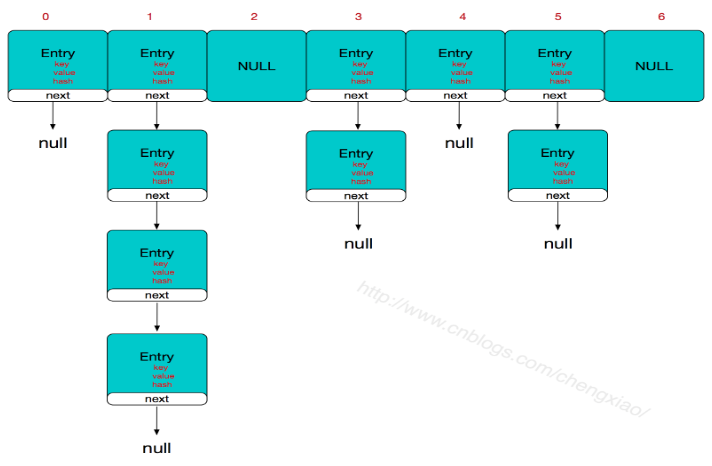 0 1 2 3 4 5 6
Entry Entry NULL Entry Entry Entry NULL
key key key key key
value value value value value
hash hash hash hash hash
next next next next next
null null
Entry Entry Entry
key key key
value value value
hash hash hash
next next next
null null
Entry
key
value
hash
next
http://www.cnblogs.com/chengxiao/
Entry
key
value
hash
next
null